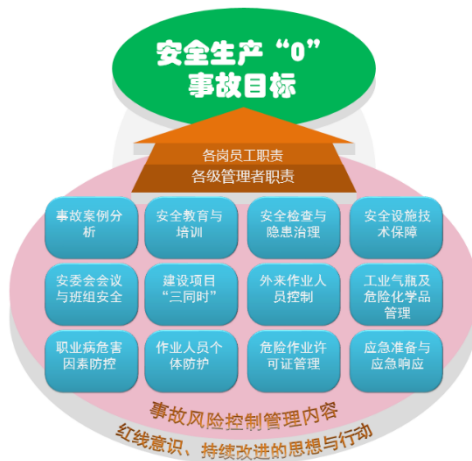 安全生产“0”
事故目标
各岗员工职责
各级管理者职责
事故案例分
析
安全教育与
培训
安全检查与
隐患治理
安全设施技
术保障
安委会会议
与班组安全
建设项目
“三同时”
外来作业人
员控制
工业气瓶及
危险化学品
管理
职业病危害
因素防控
作业人员个
体防护
危险作业许
可证管理
应急准备与
应急响应
事故风险控制管理内容
红线意识、持续改进的思想与行动